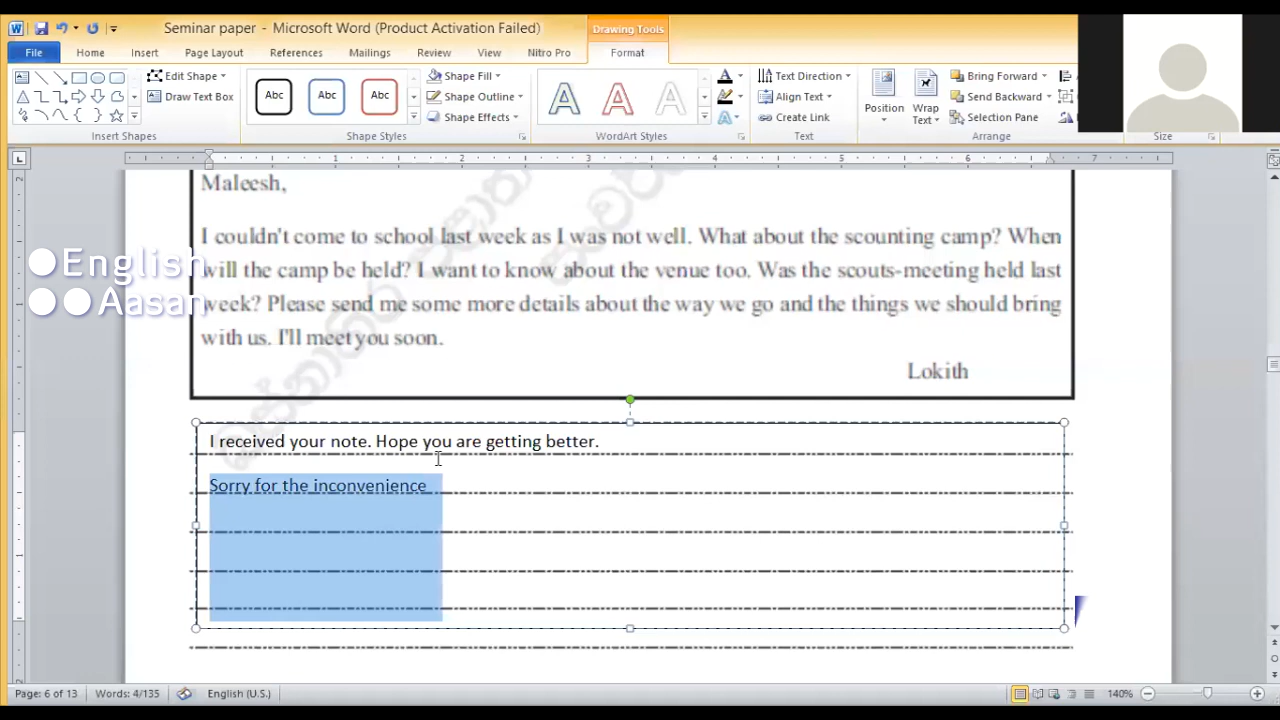 Seminar paper - Microsoft Word (Product Activation Failed)
Drawing Tools
File Home Insert Page Layout References Mailings Review View Nitro Pro Format
Edit Shape
Draw Text Box
Insert Shapes
Abc Abc Abc
Shape Fill
Shape Outline
Shape Effects
Shape Styles
WordArt Styles
Text Direction
Align Text
Create Link
Text
Position
Wrap Text
Bring Forward
Send Backward
Selection Pane
Arrange
Size
1 2 3 4 5 6 7
Maleesh,
I couldn't come to school last week as I was not well. What about the scounting camp? When
will the camp be held? I want to know about the venue too. Was the scouts-meeting held last
week? Please send me some more details about the way we go and the things we should bring
with us. I'll meet you soon.
Lokith
English
Aasan
I received your note. Hope you are getting better.
Sorry for the inconvenience
Page: 6 of 13 Words: 4/135 English (U.S.) 140%